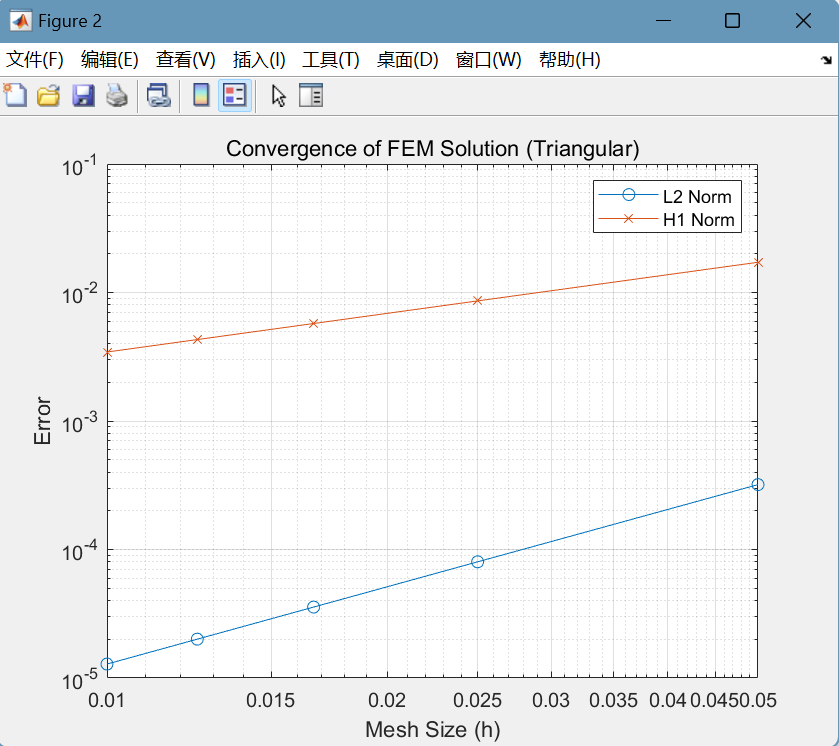 Figure 2
文件(F) 编辑(E) 查看(V) 插入(I) 工具(T) 桌面(D) 窗口(W) 帮助(H)
Convergence of FEM Solution (Triangular)
L2 Norm
H1 Norm
10^-1
10^-2
10^-3
10^-4
10^-5
Error
0.01 0.015 0.02 0.025 0.03 0.035 0.04 0.045 0.05
Mesh Size (h)